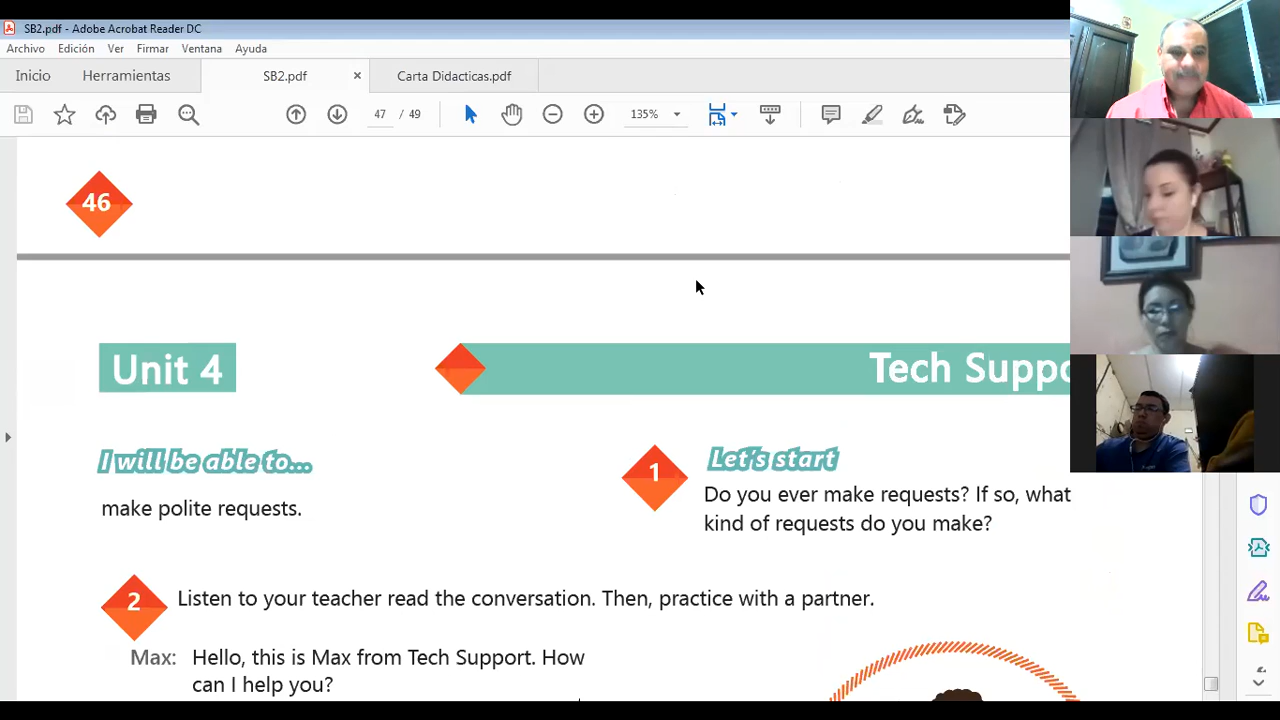 SB2.pdf - Adobe Acrobat Reader DC
Archivo Edición Ver Firmar Ventana Ayuda
Inicio Herramientas SB2.pdf × Carta Didacticas.pdf
47 / 49 135%
46
Unit 4
Tech Suppo
I will be able to...
make polite requests.
1 Let's start
Do you ever make requests? If so, what
kind of requests do you make?
2 Listen to your teacher read the conversation. Then, practice with a partner.
Max: Hello, this is Max from Tech Support. How
can I help you?